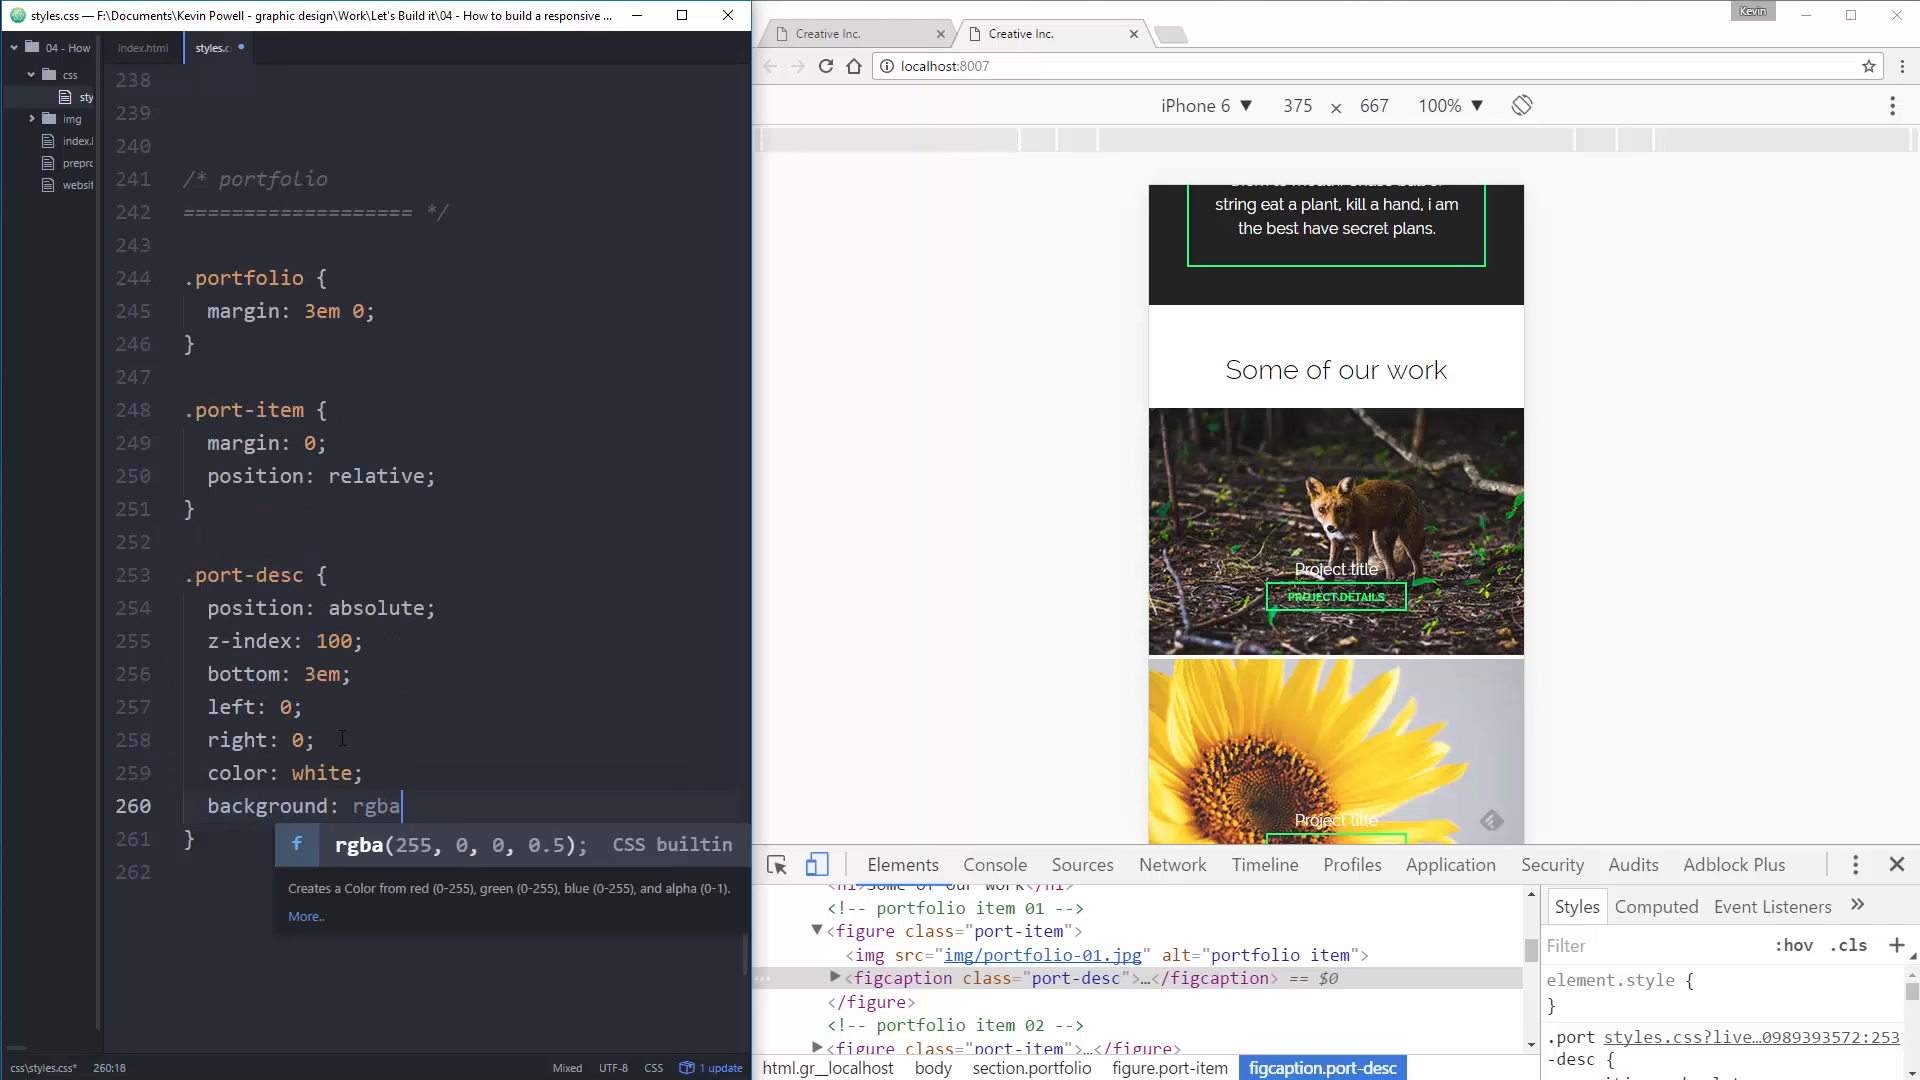 styles.css — F:\Documents\Kevin Powell - graphic design\Work\Let's Build it\04 - How to build a responsive ...
04 - How
css
sty
img
index.
prepro
websit
index.html
styles.c
238
239
240
241 /* portfolio
242 =================== */
243
244 .portfolio {
245 margin: 3em 0;
246 }
247
248 .port-item {
249 margin: 0;
250 position: relative;
251 }
252
253 .port-desc {
254 position: absolute;
255 z-index: 100;
256 bottom: 3em;
257 left: 0;
258 right: 0;
259 color: white;
260 background: rgba
261 }
262
f rgba(255, 0, 0, 0.5); CSS builtin
Creates a Color from red (0-255), green (0-255), blue (0-255), and alpha (0-1).
More..
css\styles.css* 260:18
Mixed UTF-8 CSS 1 update
Kevin
Creative Inc.
Creative Inc.
localhost:8007
iPhone 6 ▼ 375 × 667 100% ▼
string eat a plant, kill a hand, i am
the best have secret plans.
Some of our work
Project title
PROJECT DETAILS
Project title
Elements Console Sources Network Timeline Profiles Application Security Audits Adblock Plus
<!-- portfolio item 01 -->
<figure class="port-item">
<img src="img/portfolio-01.jpg" alt="portfolio item">
<figcaption class="port-desc">…</figcaption> == $0
</figure>
<!-- portfolio item 02 -->
<figure class="port-item">…</figure>
html.gr__localhost body section.portfolio figure.port-item figcaption.port-desc
Styles Computed Event Listeners »
Filter :hov .cls +
element.style {
}
.port styles.css?live…0989393572:253
-desc {